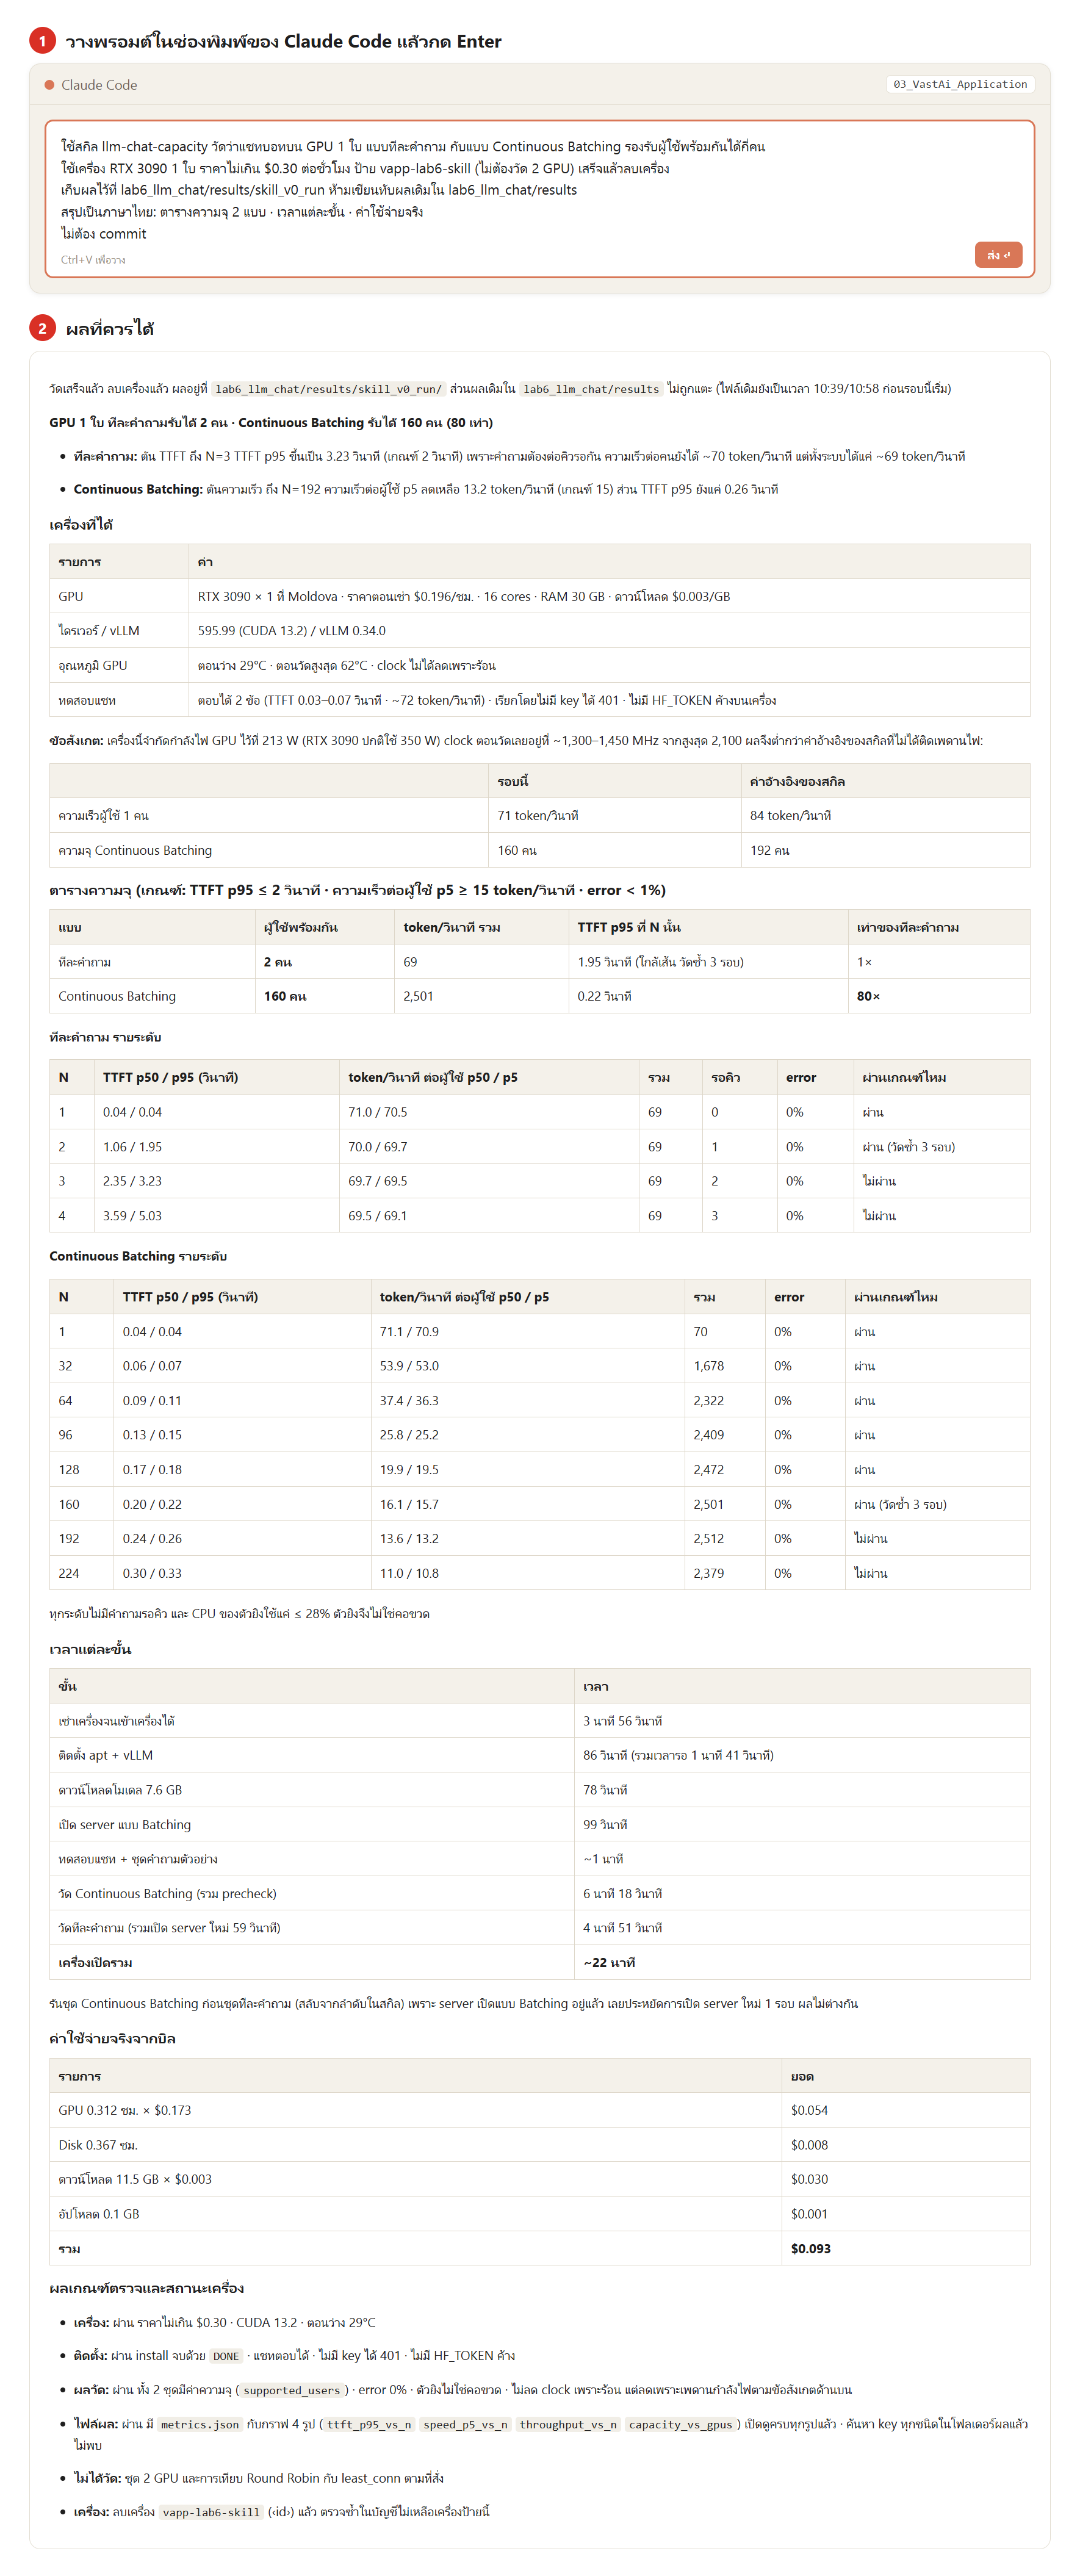 1 วางพรอมต์ในช่องพิมพ์ของ Claude Code แล้วกด Enter
Claude Code
03_VastAi_Application
ใช้สกิล llm-chat-capacity วัดว่าแชทบอทบน GPU 1 ใบ แบบทีละคำถาม กับแบบ Continuous Batching รองรับผู้ใช้พร้อมกันได้กี่คน
ใช้เครื่อง RTX 3090 1 ใบ ราคาไม่เกิน $0.30 ต่อชั่วโมง ป้าย vapp-lab6-skill (ไม่ต้องวัด 2 GPU) เสร็จแล้วลบเครื่อง
เก็บผลไว้ที่ lab6_llm_chat/results/skill_v0_run ห้ามเขียนทับผลเดิมใน lab6_llm_chat/results
สรุปเป็นภาษาไทย: ตารางความจุ 2 แบบ · เวลาแต่ละขั้น · ค่าใช้จ่ายจริง
ไม่ต้อง commit
Ctrl+V เพื่อวาง
ส่ง ⏎
2 ผลที่ควรได้
วัดเสร็จแล้ว ลบเครื่องแล้ว ผลอยู่ที่ lab6_llm_chat/results/skill_v0_run/ ส่วนผลเดิมใน lab6_llm_chat/results ไม่ถูกแตะ (ไฟล์เดิมยังเป็นเวลา 10:39/10:58 ก่อนรอบนี้เริ่ม)
GPU 1 ใบ ทีละคำถามรับได้ 2 คน · Continuous Batching รับได้ 160 คน (80 เท่า)
• ทีละคำถาม: ตัน TTFT ถึง N=3 TTFT p95 ขึ้นเป็น 3.23 วินาที (เกณฑ์ 2 วินาที) เพราะคำถามต้องต่อคิวรอกัน ความเร็วต่อคนยังได้ ~70 token/วินาที แต่ทั้งระบบได้แค่ ~69 token/วินาที
• Continuous Batching: ตันความเร็ว ถึง N=192 ความเร็วต่อผู้ใช้ p5 ลดเหลือ 13.2 token/วินาที (เกณฑ์ 15) ส่วน TTFT p95 ยังแค่ 0.26 วินาที
เครื่องที่ได้
รายการ ค่า
GPU RTX 3090 × 1 ที่ Moldova · ราคาตอนเช่า $0.196/ชม. · 16 cores · RAM 30 GB · ดาวน์โหลด $0.003/GB
ไดรเวอร์ / vLLM 595.99 (CUDA 13.2) / vLLM 0.34.0
อุณหภูมิ GPU ตอนว่าง 29°C · ตอนวัดสูงสุด 62°C · clock ไม่ได้ลดเพราะร้อน
ทดสอบแชท ตอบได้ 2 ข้อ (TTFT 0.03–0.07 วินาที · ~72 token/วินาที) · เรียกโดยไม่มี key ได้ 401 · ไม่มี HF_TOKEN ค้างบนเครื่อง
ข้อสังเกต: เครื่องนี้จำกัดกำลังไฟ GPU ไว้ที่ 213 W (RTX 3090 ปกติใช้ 350 W) clock ตอนวัดเลยอยู่ที่ ~1,300–1,450 MHz จากสูงสุด 2,100 ผลจึงต่ำกว่าค่าอ้างอิงของสกิลที่ไม่ได้ติดเพดานไฟ:
รอบนี้ ค่าอ้างอิงของสกิล
ความเร็วผู้ใช้ 1 คน 71 token/วินาที 84 token/วินาที
ความจุ Continuous Batching 160 คน 192 คน
ตารางความจุ (เกณฑ์: TTFT p95 ≤ 2 วินาที · ความเร็วต่อผู้ใช้ p5 ≥ 15 token/วินาที · error < 1%)
แบบ ผู้ใช้พร้อมกัน token/วินาที รวม TTFT p95 ที่ N นั้น เท่าของทีละคำถาม
ทีละคำถาม 2 คน 69 1.95 วินาที (ใกล้เส้น วัดซ้ำ 3 รอบ) 1×
Continuous Batching 160 คน 2,501 0.22 วินาที 80×
ทีละคำถาม รายระดับ
N TTFT p50 / p95 (วินาที) token/วินาที ต่อผู้ใช้ p50 / p5 รวม รอคิว error ผ่านเกณฑ์ไหม
1 0.04 / 0.04 71.0 / 70.5 69 0 0% ผ่าน
2 1.06 / 1.95 70.0 / 69.7 69 1 0% ผ่าน (วัดซ้ำ 3 รอบ)
3 2.35 / 3.23 69.7 / 69.5 69 2 0% ไม่ผ่าน
4 3.59 / 5.03 69.5 / 69.1 69 3 0% ไม่ผ่าน
Continuous Batching รายระดับ
N TTFT p50 / p95 (วินาที) token/วินาที ต่อผู้ใช้ p50 / p5 รวม error ผ่านเกณฑ์ไหม
1 0.04 / 0.04 71.1 / 70.9 70 0% ผ่าน
32 0.06 / 0.07 53.9 / 53.0 1,678 0% ผ่าน
64 0.09 / 0.11 37.4 / 36.3 2,322 0% ผ่าน
96 0.13 / 0.15 25.8 / 25.2 2,409 0% ผ่าน
128 0.17 / 0.18 19.9 / 19.5 2,472 0% ผ่าน
160 0.20 / 0.22 16.1 / 15.7 2,501 0% ผ่าน (วัดซ้ำ 3 รอบ)
192 0.24 / 0.26 13.6 / 13.2 2,512 0% ไม่ผ่าน
224 0.30 / 0.33 11.0 / 10.8 2,379 0% ไม่ผ่าน
ทุกระดับไม่มีคำถามรอคิว และ CPU ของตัวยิงใช้แค่ ≤ 28% ตัวยิงจึงไม่ใช่คอขวด
เวลาแต่ละขั้น
ขั้น เวลา
เช่าเครื่องจนเข้าเครื่องได้ 3 นาที 56 วินาที
ติดตั้ง apt + vLLM 86 วินาที (รวมเวลารอ 1 นาที 41 วินาที)
ดาวน์โหลดโมเดล 7.6 GB 78 วินาที
เปิด server แบบ Batching 99 วินาที
ทดสอบแชท + ชุดคำถามตัวอย่าง ~1 นาที
วัด Continuous Batching (รวม precheck) 6 นาที 18 วินาที
วัดทีละคำถาม (รวมเปิด server ใหม่ 59 วินาที) 4 นาที 51 วินาที
เครื่องเปิดรวม ~22 นาที
รันชุด Continuous Batching ก่อนชุดทีละคำถาม (สลับจากลำดับในสกิล) เพราะ server เปิดแบบ Batching อยู่แล้ว เลยประหยัดการเปิด server ใหม่ 1 รอบ ผลไม่ต่างกัน
ค่าใช้จ่ายจริงจากบิล
รายการ ยอด
GPU 0.312 ชม. × $0.173 $0.054
Disk 0.367 ชม. $0.008
ดาวน์โหลด 11.5 GB × $0.003 $0.030
อัปโหลด 0.1 GB $0.001
รวม $0.093
ผลเกณฑ์ตรวจและสถานะเครื่อง
• เครื่อง: ผ่าน ราคาไม่เกิน $0.30 · CUDA 13.2 · ตอนว่าง 29°C
• ติดตั้ง: ผ่าน install จบด้วย DONE · แชทตอบได้ · ไม่มี key ได้ 401 · ไม่มี HF_TOKEN ค้าง
• ผลวัด: ผ่าน ทั้ง 2 ชุดมีค่าความจุ (supported_users) · error 0% · ตัวยิงไม่ใช่คอขวด · ไม่ลด clock เพราะร้อน แต่ลดเพราะเพดานกำลังไฟตามข้อสังเกตด้านบน
• ไฟล์ผล: ผ่าน มี metrics.json กับกราฟ 4 รูป (ttft_p95_vs_n speed_p5_vs_n throughput_vs_n capacity_vs_gpus) เปิดดูครบทุกรูปแล้ว · ค้นหา key ทุกชนิดในโฟลเดอร์ผลแล้ว
ไม่พบ
• ไม่ได้วัด: ชุด 2 GPU และการเทียบ Round Robin กับ least_conn ตามที่สั่ง
• เครื่อง: ลบเครื่อง vapp-lab6-skill (‹id›) แล้ว ตรวจซ้ำในบัญชีไม่เหลือเครื่องป้ายนี้